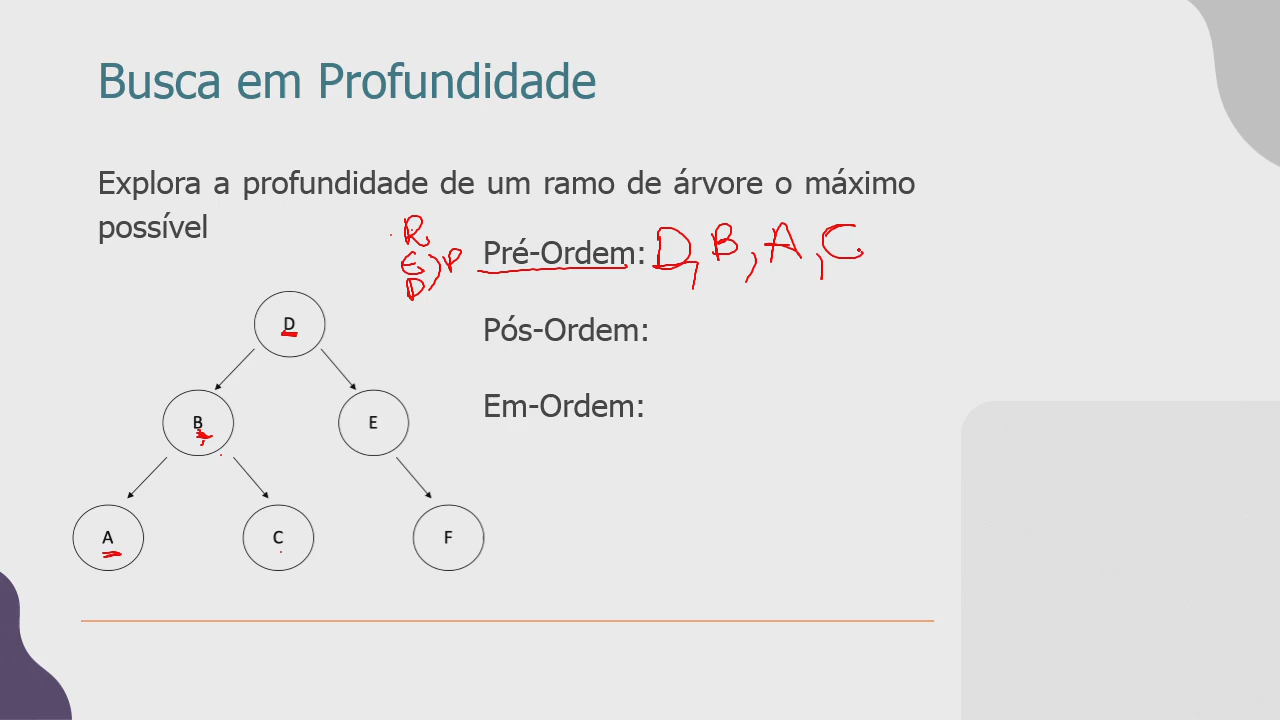 Busca em Profundidade
Explora a profundidade de um ramo de árvore o máximo
possível
R
E, P
D
Pré-Ordem: D, B, A, C
Pós-Ordem:
Em-Ordem:
D
B
E
A
C
F